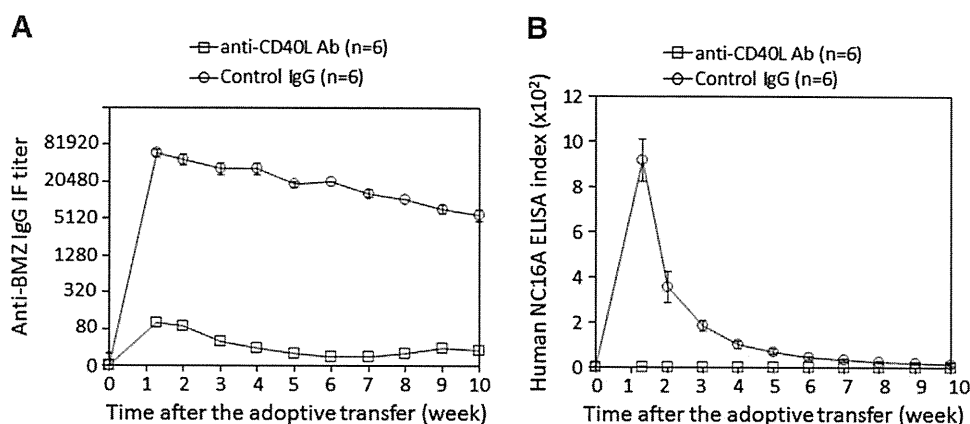 A
anti-CD40L Ab (n=6)
Control IgG (n=6)
Anti-BMZ IgG IF titer
81920
20480
5120
1280
320
80
0
0 1 2 3 4 5 6 7 8 9 10
Time after the adoptive transfer (week)
B
anti-CD40L Ab (n=6)
Control IgG (n=6)
Human NC16A ELISA index (x10²)
12
10
8
6
4
2
0
0 1 2 3 4 5 6 7 8 9 10
Time after the adoptive transfer (week)